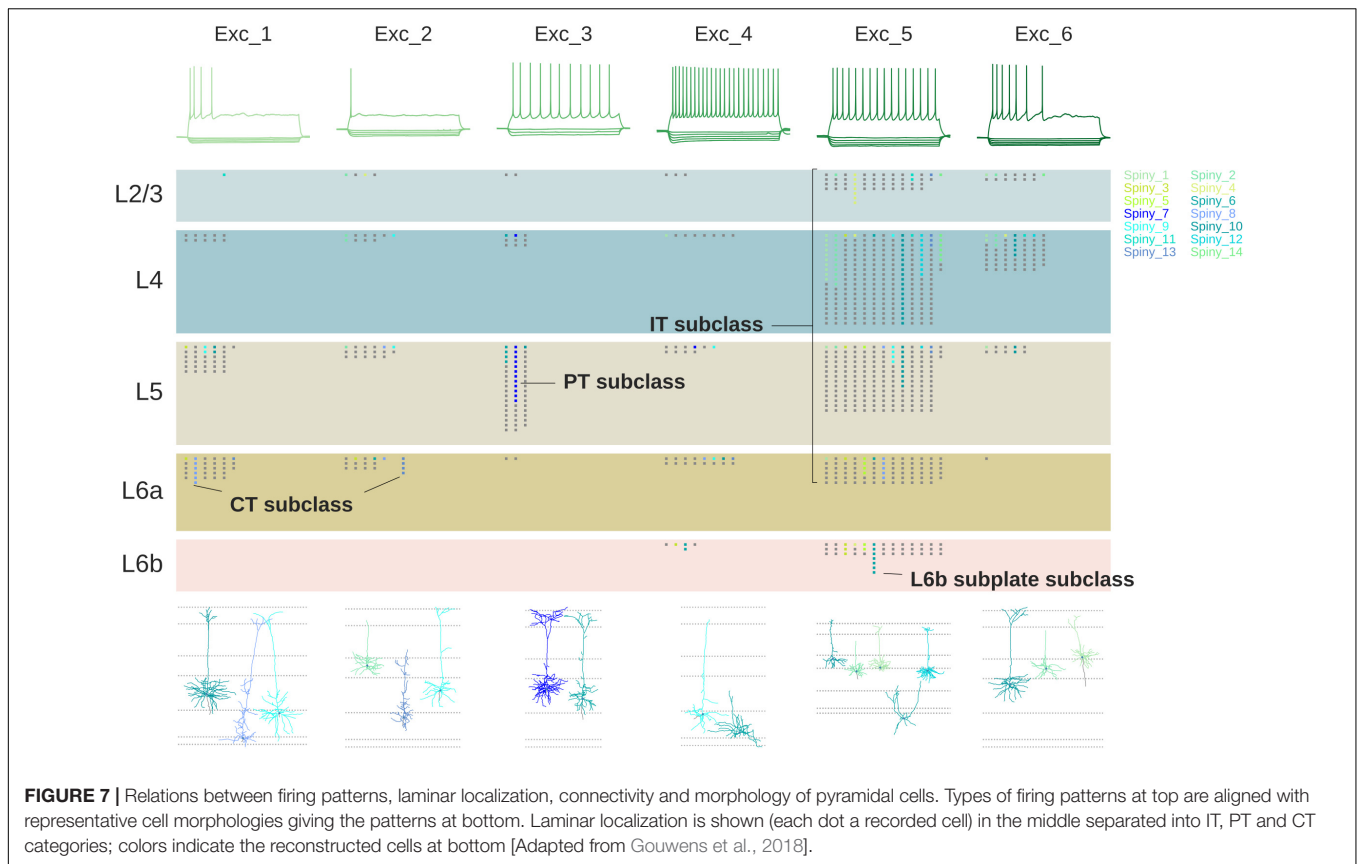 Exc_1 Exc_2 Exc_3 Exc_4 Exc_5 Exc_6
L2/3
Spiny_1 Spiny_2
Spiny_3 Spiny_4
Spiny_5 Spiny_6
Spiny_7 Spiny_8
Spiny_9 Spiny_10
Spiny_11 Spiny_12
Spiny_13 Spiny_14
L4
IT subclass
L5
PT subclass
L6a
CT subclass
L6b
L6b subplate subclass
FIGURE 7 | Relations between firing patterns, laminar localization, connectivity and morphology of pyramidal cells. Types of firing patterns at top are aligned with
representative cell morphologies giving the patterns at bottom. Laminar localization is shown (each dot a recorded cell) in the middle separated into IT, PT and CT
categories; colors indicate the reconstructed cells at bottom [Adapted from Gouwens et al., 2018].